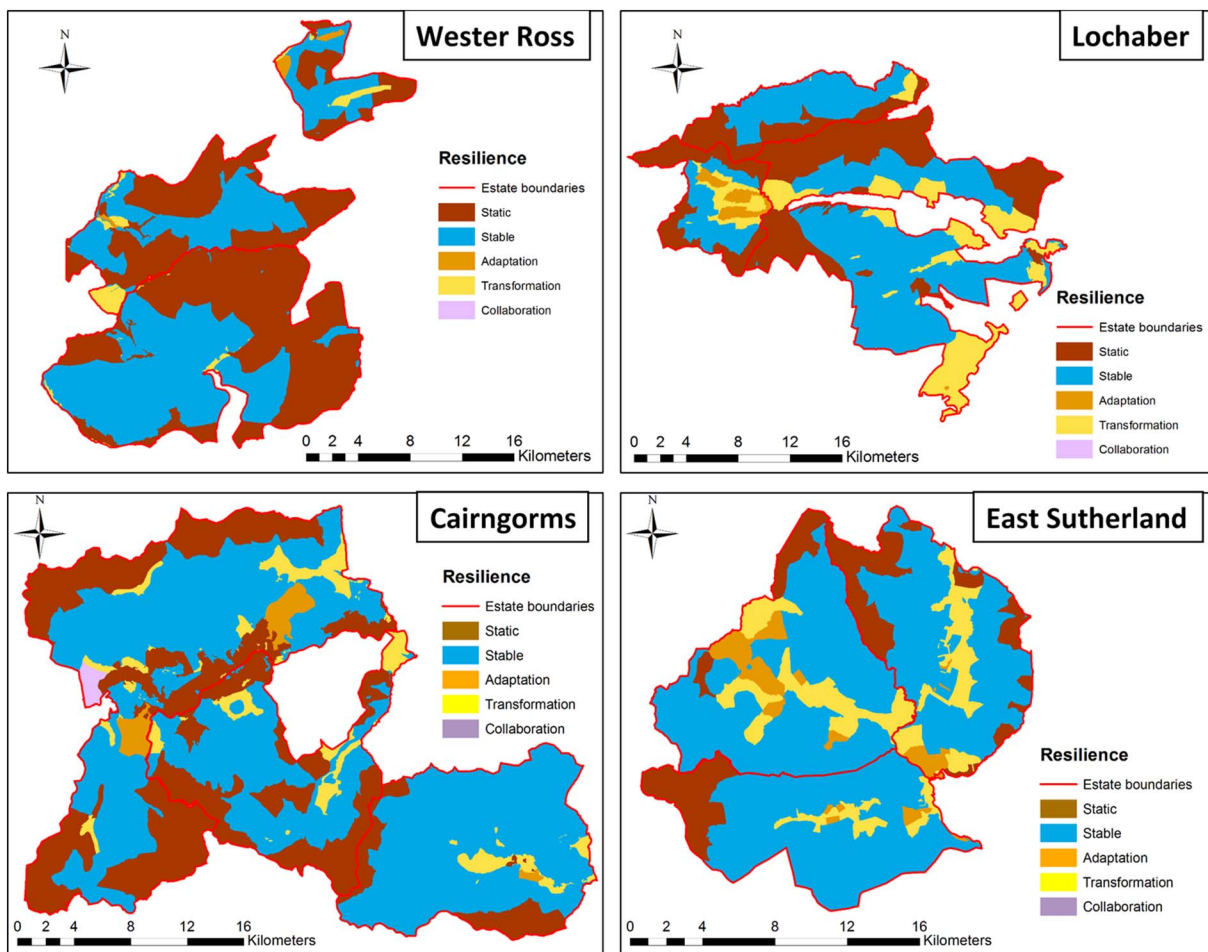 Wester Ross
N
Resilience
Estate boundaries
Static
Stable
Adaptation
Transformation
Collaboration
0 2 4 8 12 16
Kilometers
Lochaber
N
Resilience
Estate boundaries
Static
Stable
Adaptation
Transformation
Collaboration
0 2 4 8 12 16
Kilometers
Cairngorms
N
Resilience
Estate boundaries
Static
Stable
Adaptation
Transformation
Collaboration
0 2 4 8 12 16
Kilometers
East Sutherland
N
Resilience
Estate boundaries
Static
Stable
Adaptation
Transformation
Collaboration
0 2 4 8 12 16
Kilometers